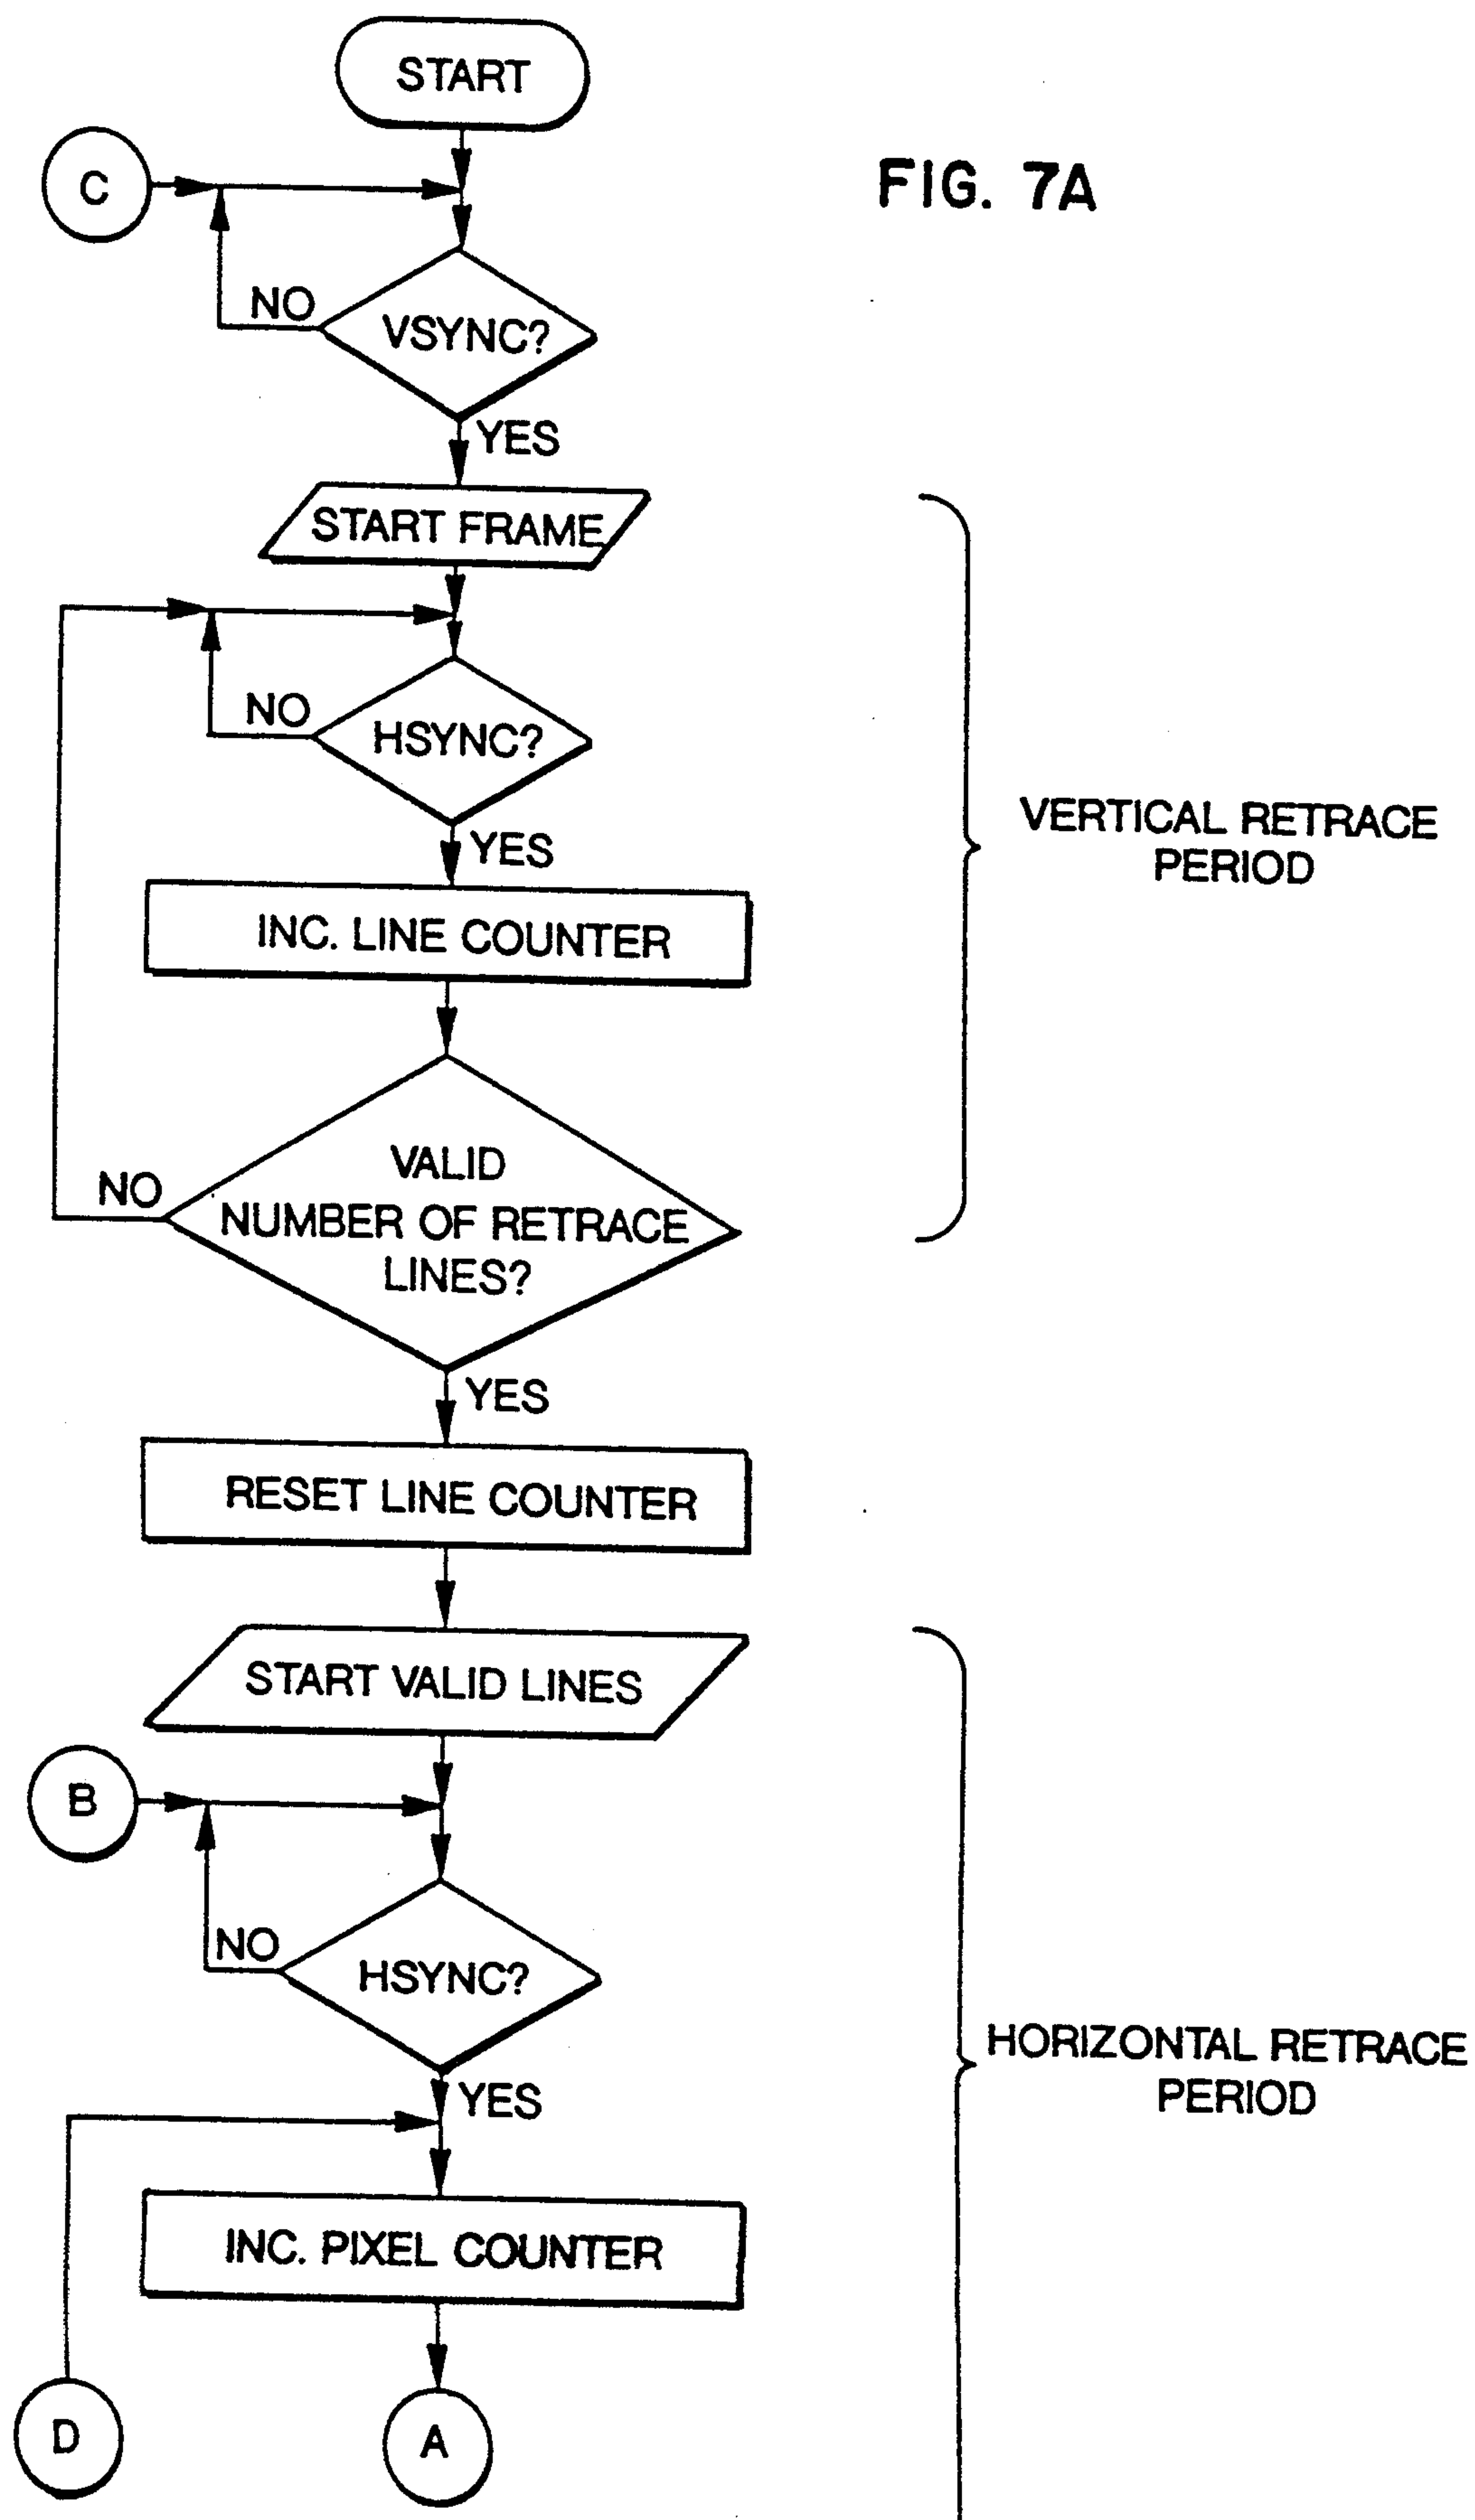 START
C
FIG. 7A
NO
VSYNC?
YES
START FRAME
NO
HSYNC?
YES
VERTICAL RETRACE
PERIOD
INC. LINE COUNTER
VALID
NO
NUMBER OF RETRACE
LINES?
YES
RESET LINE COUNTER
START VALID LINES
B
NO
HSYNC?
HORIZONTAL RETRACE
PERIOD
YES
INC. PIXEL COUNTER
D
A